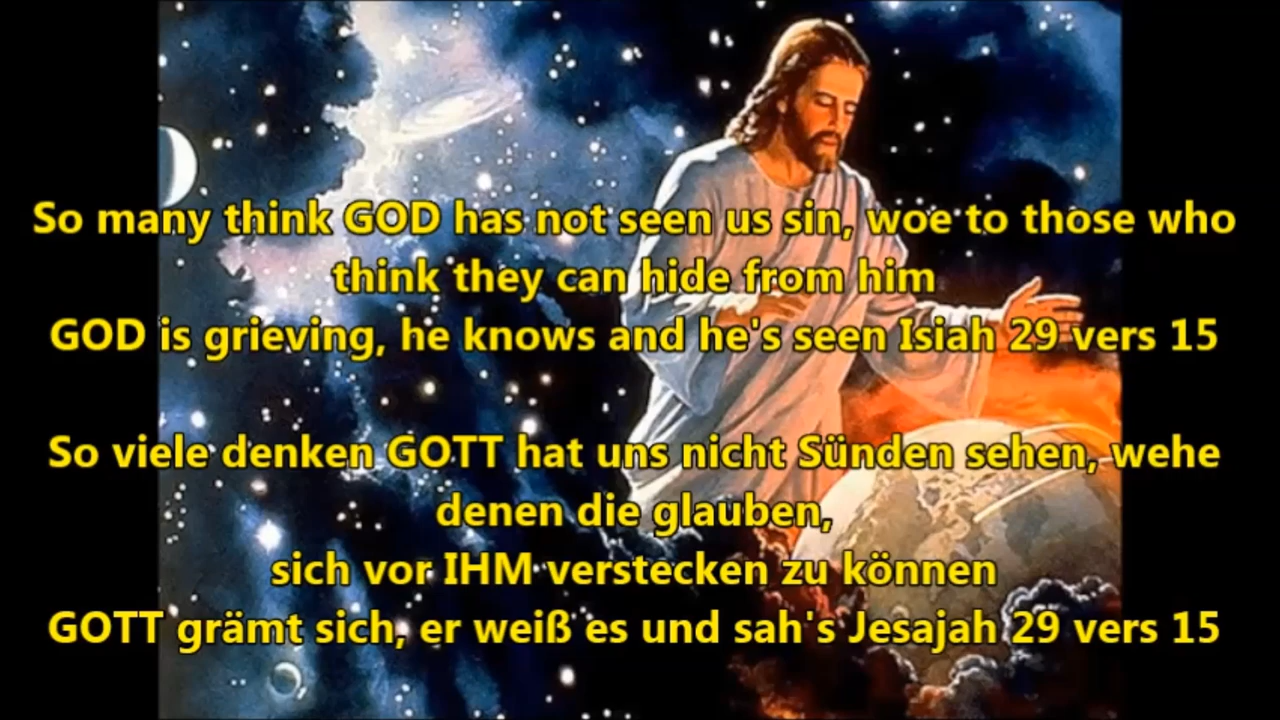 So many think GOD has not seen us sin, woe to those who
think they can hide from him
GOD is grieving, he knows and he's seen Isiah 29 vers 15
So viele denken GOTT hat uns nicht Sünden sehen, wehe
denen die glauben,
sich vor IHM verstecken zu können
GOTT grämt sich, er weiß es und sah's Jesajah 29 vers 15